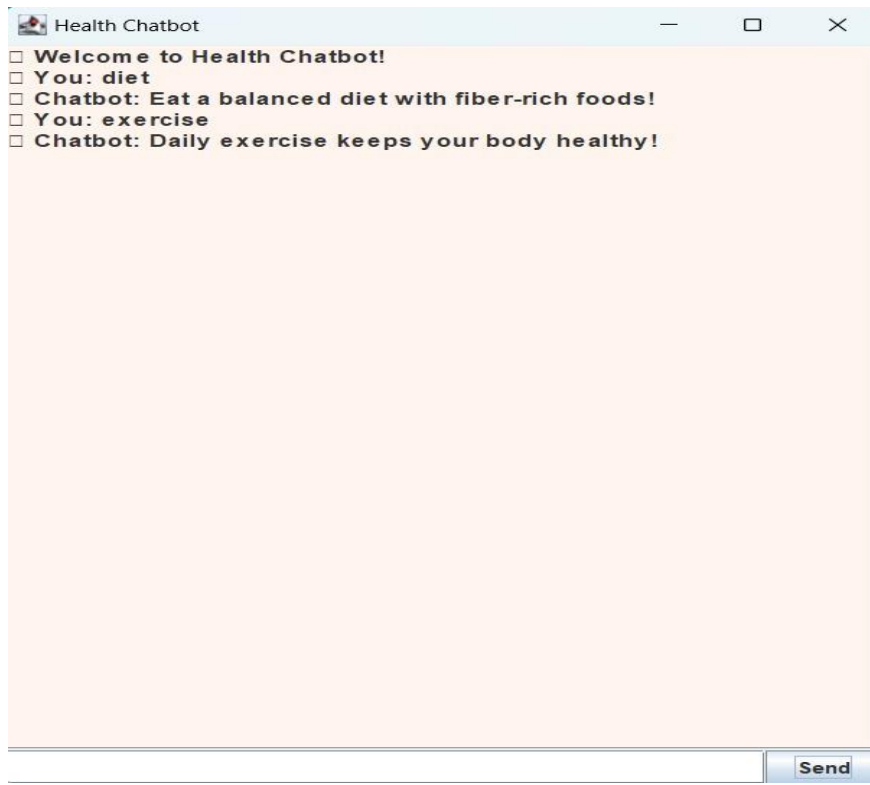 Health Chatbot
□ Welcome to Health Chatbot!
□ You: diet
□ Chatbot: Eat a balanced diet with fiber-rich foods!
□ You: exercise
□ Chatbot: Daily exercise keeps your body healthy!
Send